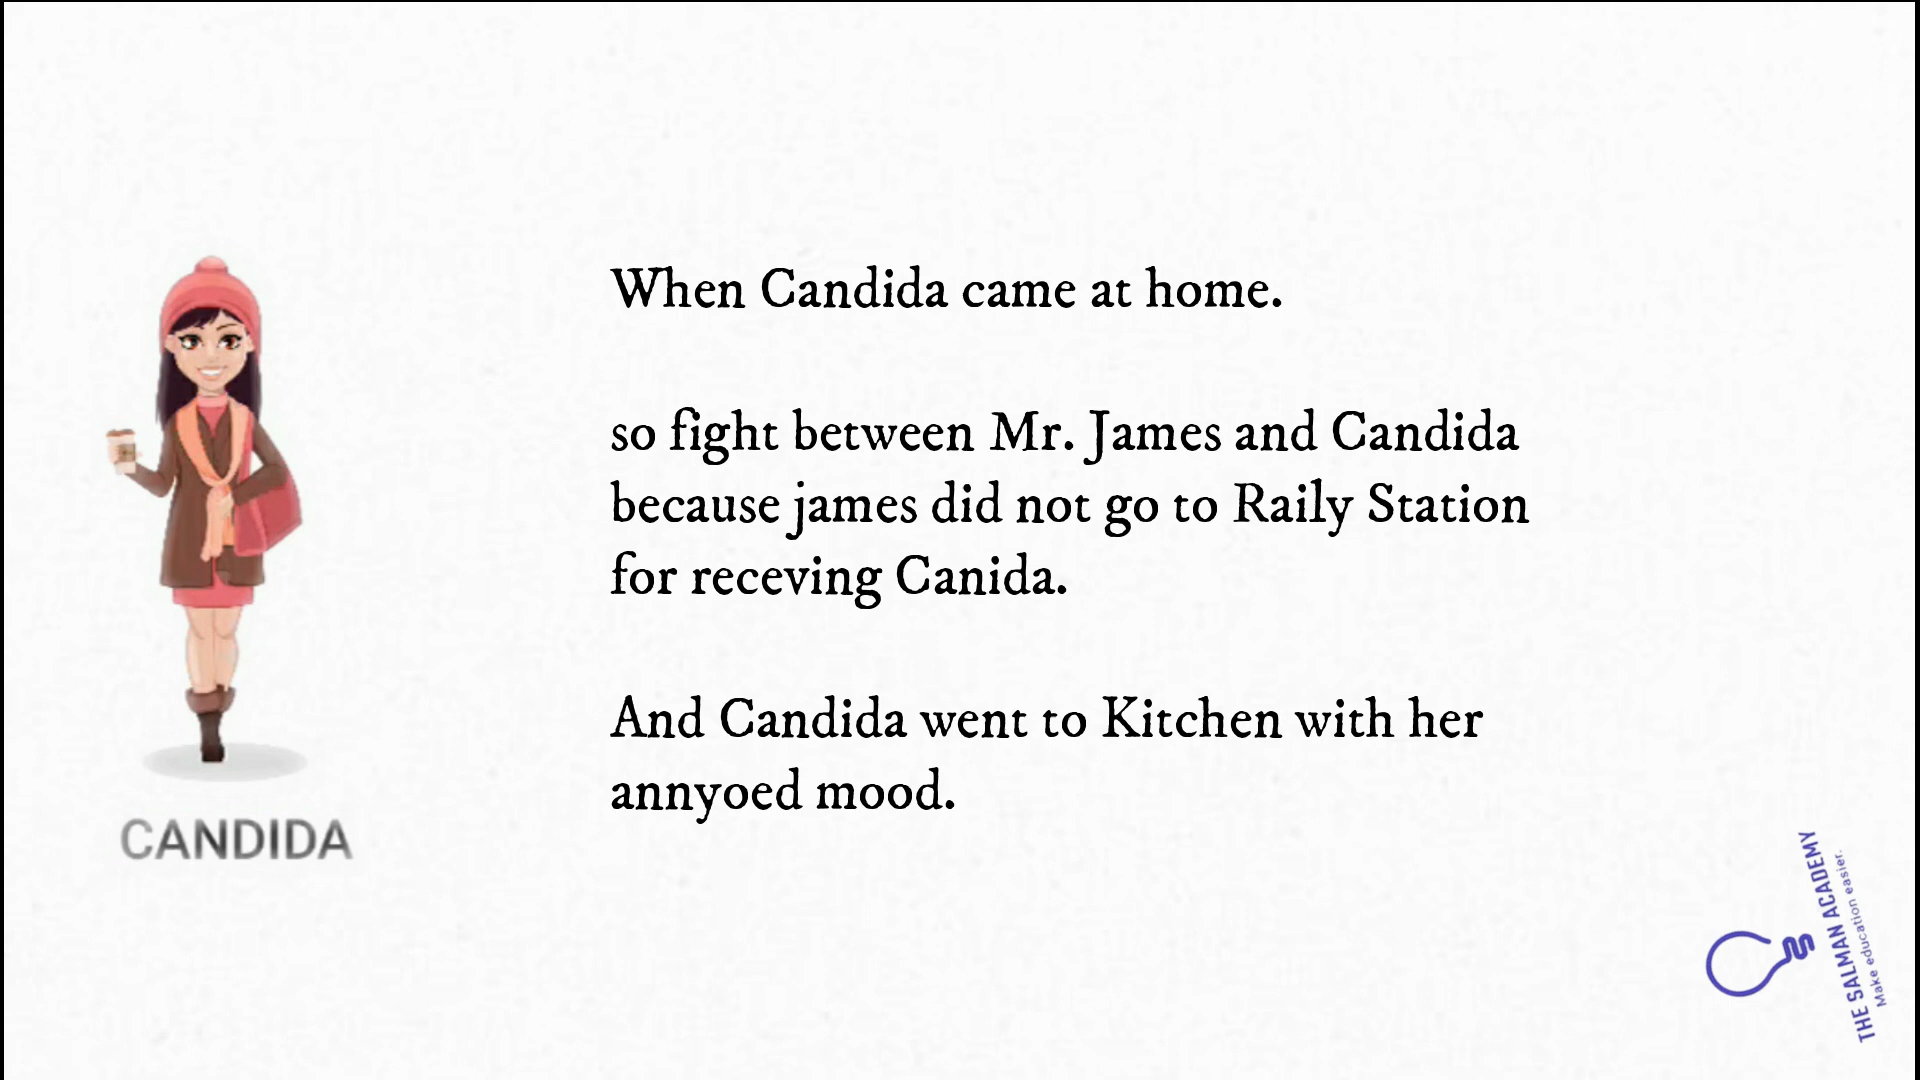 When Candida came at home.
so fight between Mr. James and Candida
because james did not go to Raily Station
for receving Canida.
And Candida went to Kitchen with her
annyoed mood.
CANDIDA
THE SALMAN ACADEMY
Make education easier.